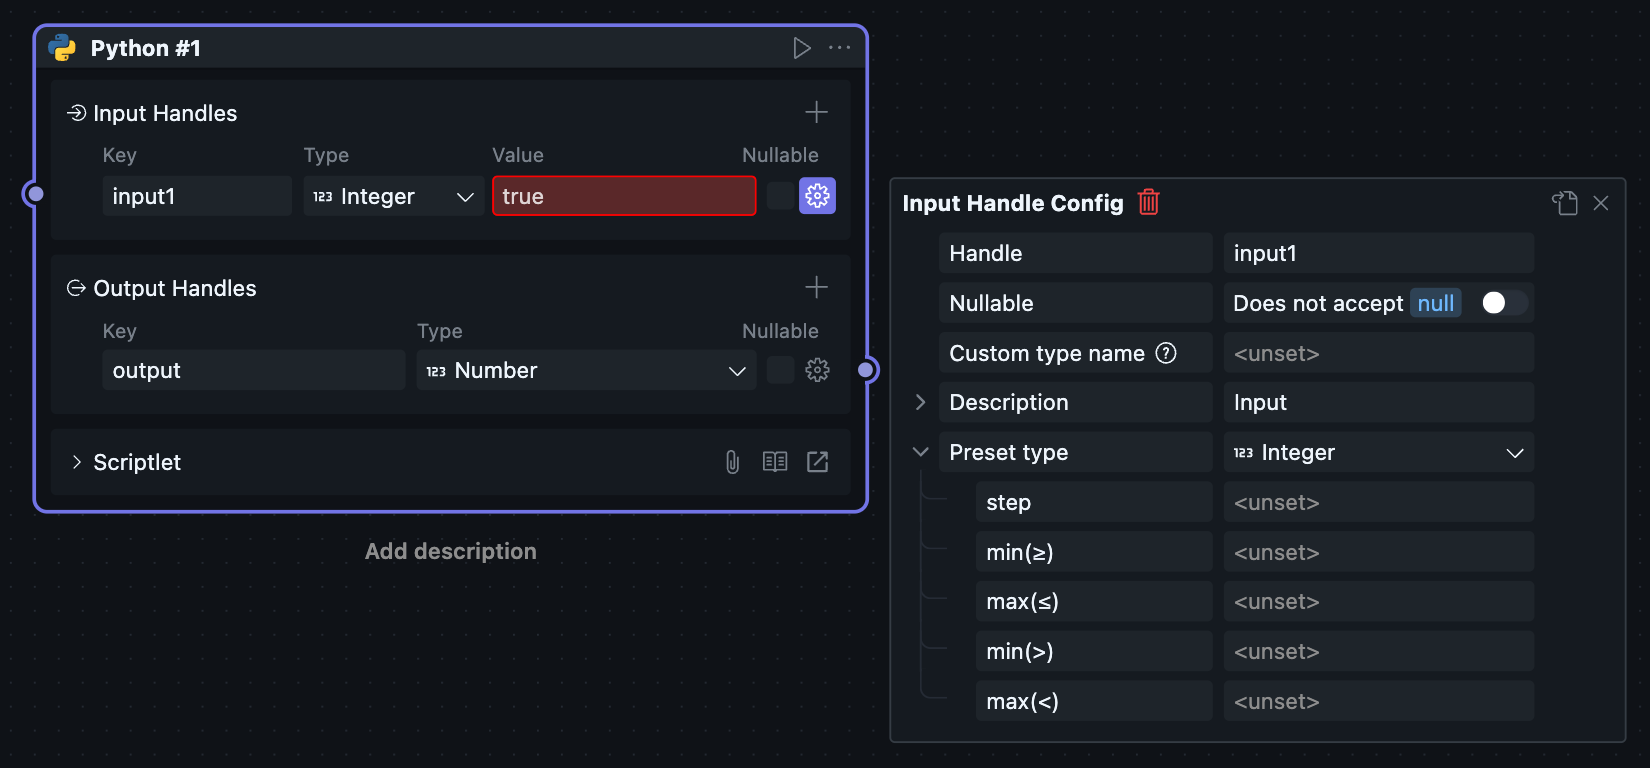 Python #1
Input Handles
Key Type Value Nullable
input1 123 Integer true
Output Handles
Key Type Nullable
output 123 Number
Scriptlet
Add description
Input Handle Config
Handle input1
Nullable Does not accept null
Custom type name ? <unset>
Description Input
Preset type 123 Integer
step <unset>
min(≥) <unset>
max(≤) <unset>
min(>) <unset>
max(<) <unset>